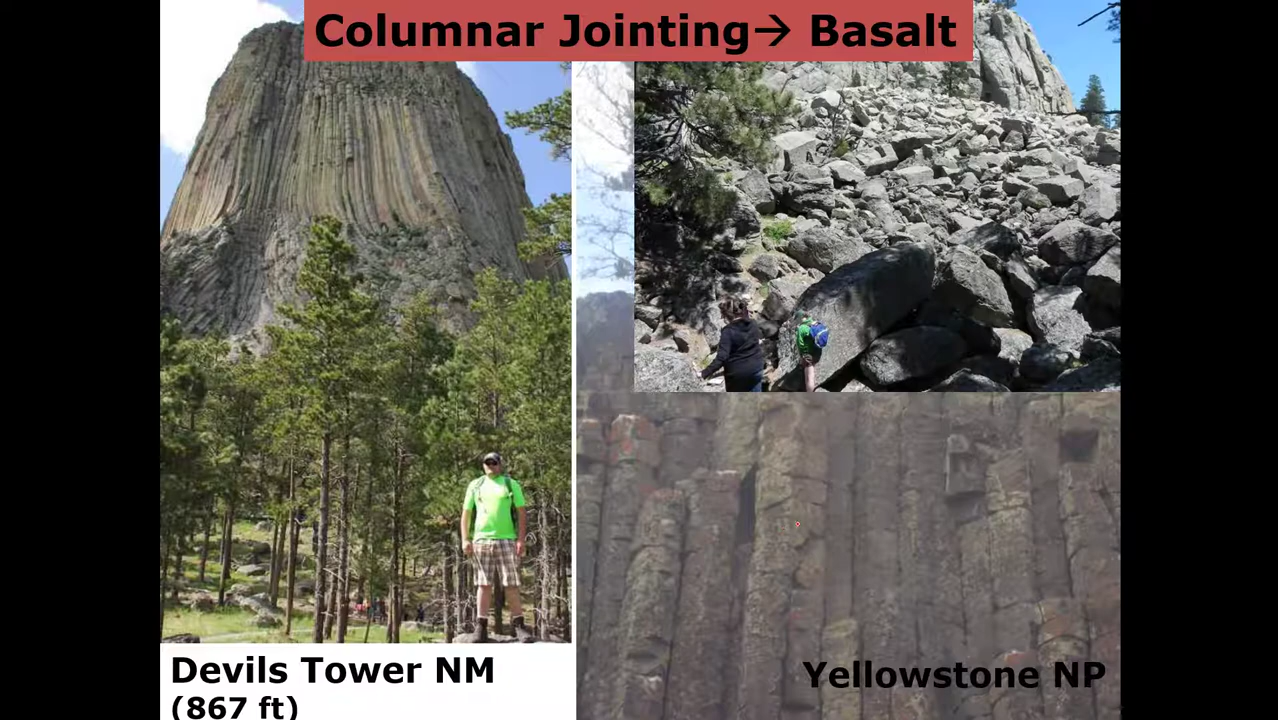 Columnar Jointing→ Basalt
Devils Tower NM
(867 ft)
Yellowstone NP